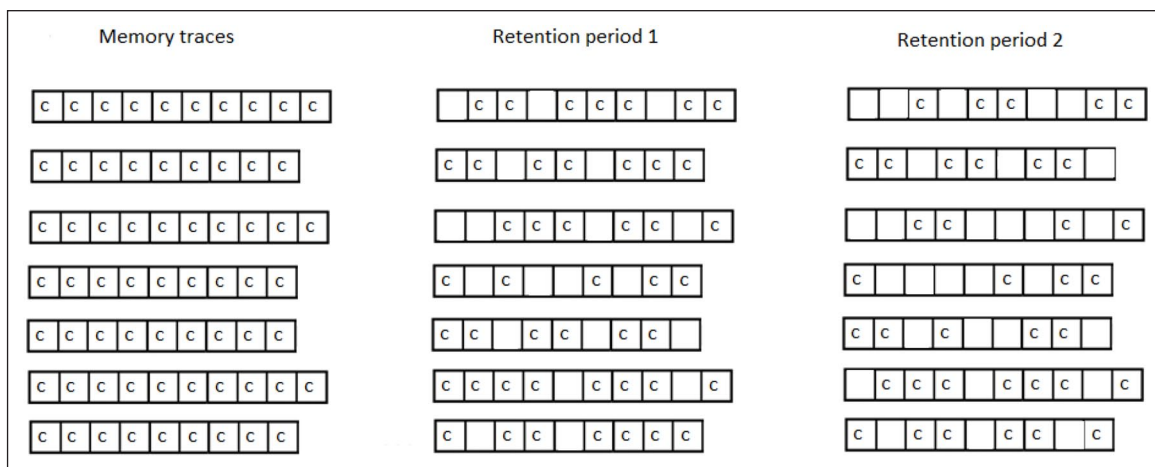 Memory traces Retention period 1 Retention period 2
C C C C C C C C C C C C C C C C C C C C C C
C C C C C C C C C C C C C C C C C C C C C C
C C C C C C C C C C C C C C C C C C C C
C C C C C C C C C C C C C C C C C C
C C C C C C C C C C C C C C C C C C C C
C C C C C C C C C C C C C C C C C C C C C C C C C
C C C C C C C C C C C C C C C C C C C C C C